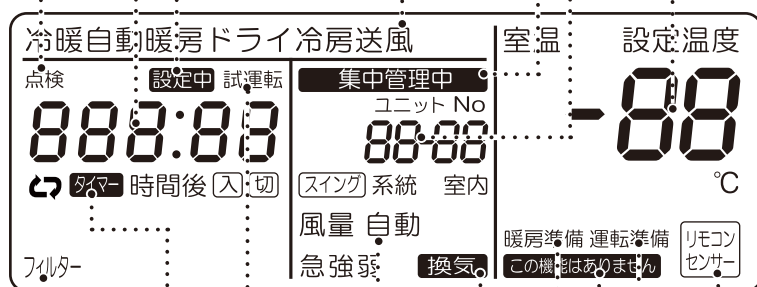 冷暖自動暖房ドライ冷房送風
室温 設定温度
点検 設定中 試運転
集中管理中
ユニット No
888:88
88-88
-88
℃
タイマー 時間後 入 切
スイング 系統 室内
風量 自動
急強弱 換気
フィルター
暖房準備 運転準備
この機能はありません
リモコン
センサー